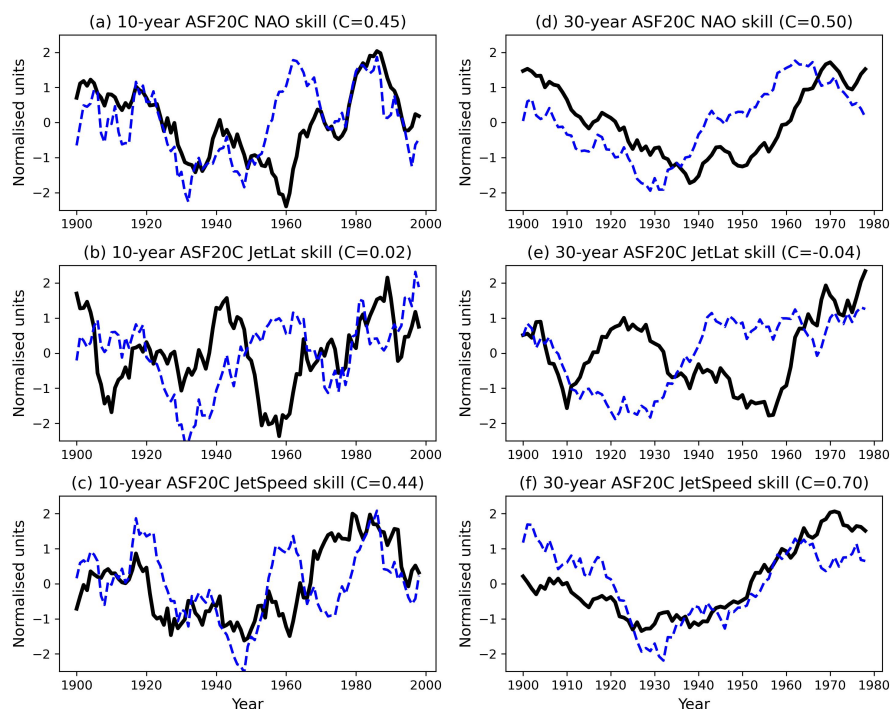 (a) 10-year ASF20C NAO skill (C=0.45)
Normalised units
2
1
0
−1
−2
1900 1920 1940 1960 1980 2000
(b) 10-year ASF20C JetLat skill (C=0.02)
Normalised units
2
1
0
−1
−2
1900 1920 1940 1960 1980 2000
(c) 10-year ASF20C JetSpeed skill (C=0.44)
Normalised units
2
1
0
−1
−2
1900 1920 1940 1960 1980 2000
Year
(d) 30-year ASF20C NAO skill (C=0.50)
Normalised units
2
1
0
−1
−2
1900 1910 1920 1930 1940 1950 1960 1970 1980
(e) 30-year ASF20C JetLat skill (C=-0.04)
Normalised units
2
1
0
−1
−2
1900 1910 1920 1930 1940 1950 1960 1970 1980
(f) 30-year ASF20C JetSpeed skill (C=0.70)
Normalised units
2
1
0
−1
−2
1900 1910 1920 1930 1940 1950 1960 1970 1980
Year